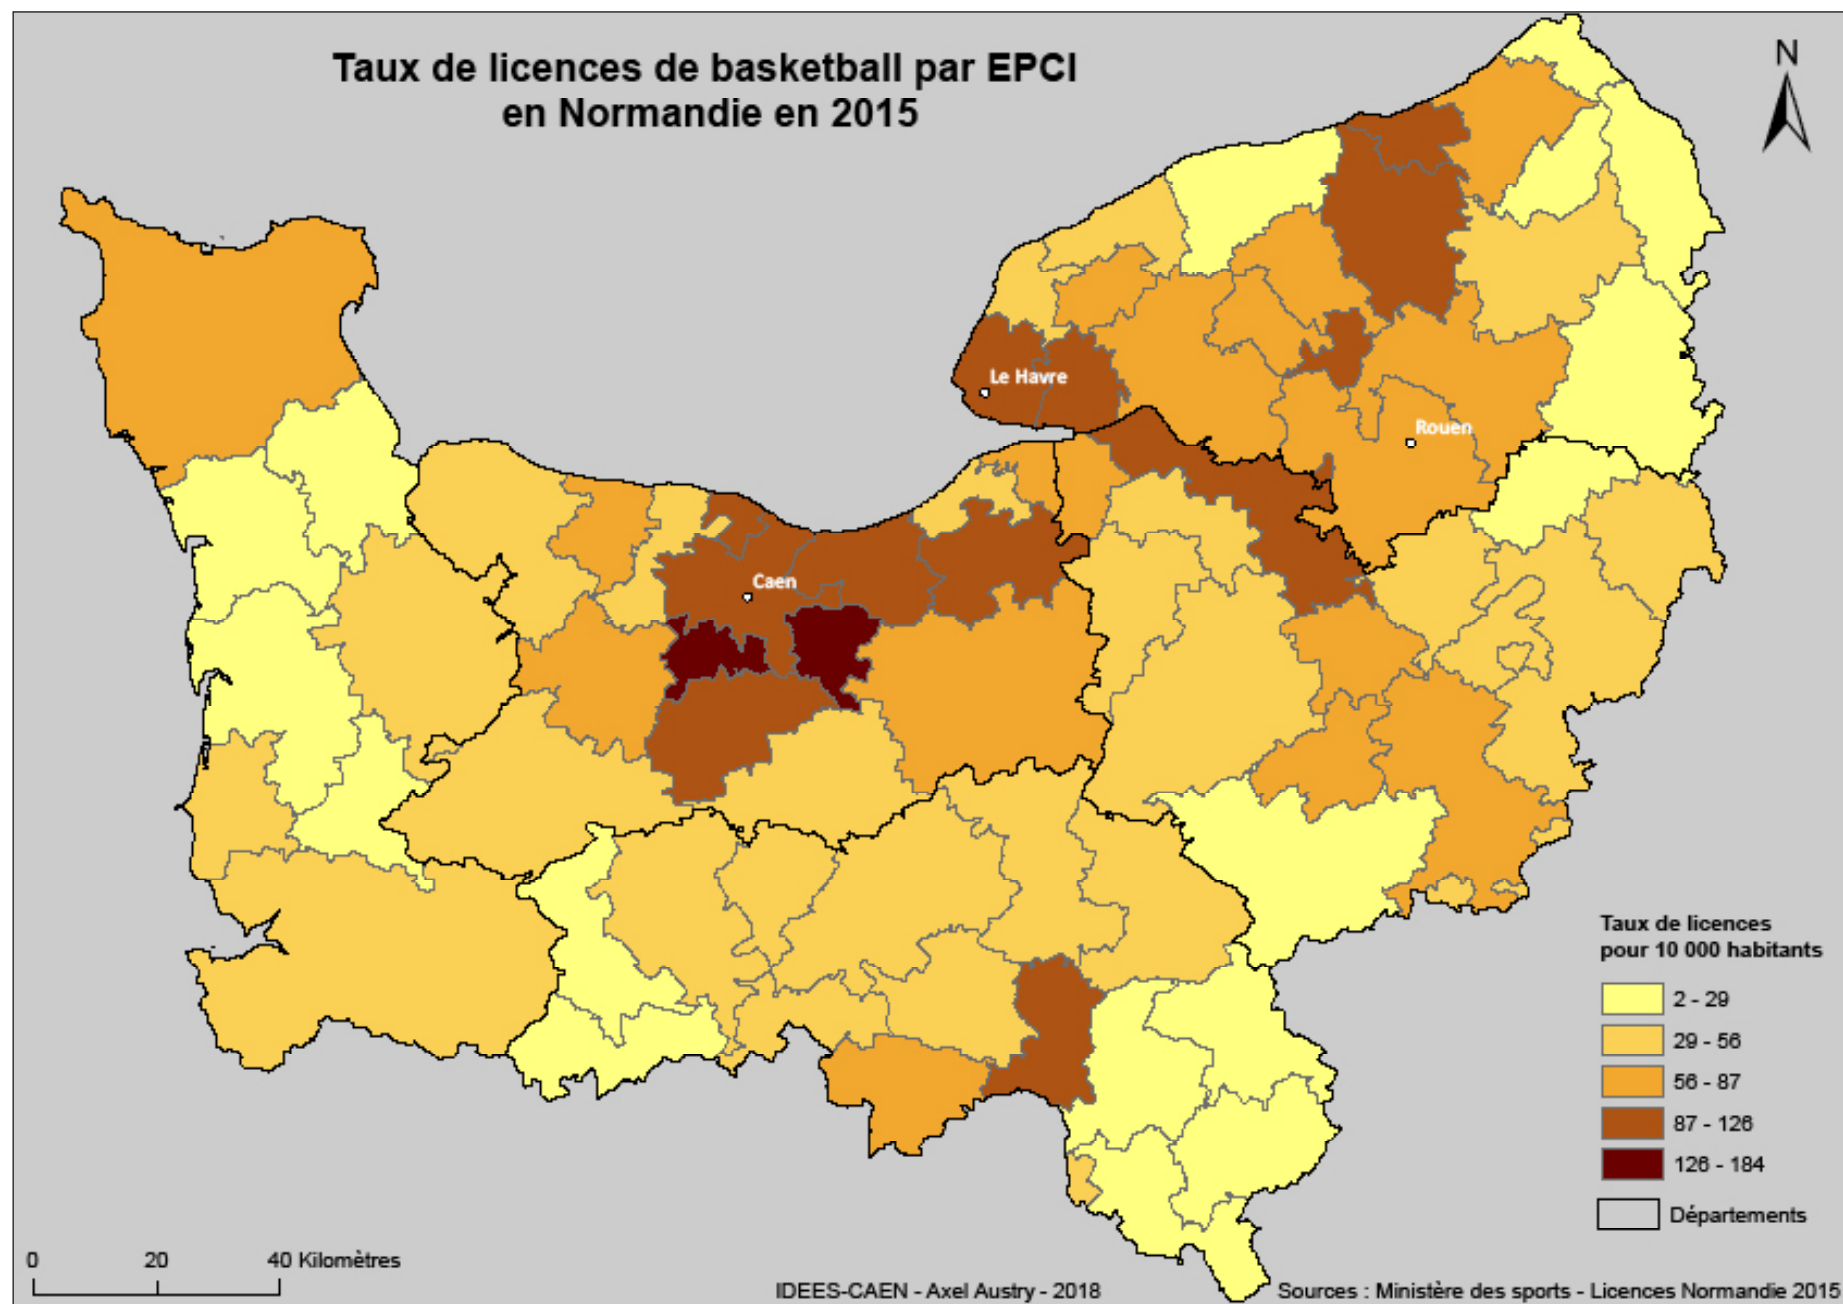 Taux de licences de basketball par EPCI
en Normandie en 2015
N
Le Havre
Rouen
Caen
Taux de licences
pour 10 000 habitants
2 - 29
29 - 56
56 - 87
87 - 126
126 - 184
Départements
0 20 40 Kilomètres
IDEES-CAEN - Axel Austry - 2018
Sources : Ministère des sports - Licences Normandie 2015